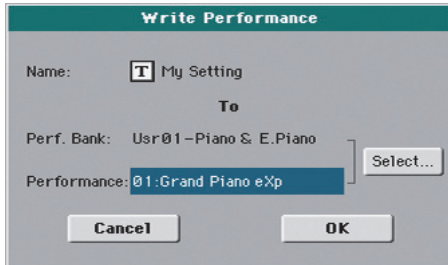 Write Performance
Name: T My Setting
To
Perf. Bank: Usr01-Piano & E.Piano
Select...
Performance: 01:Grand Piano eXp
Cancel OK